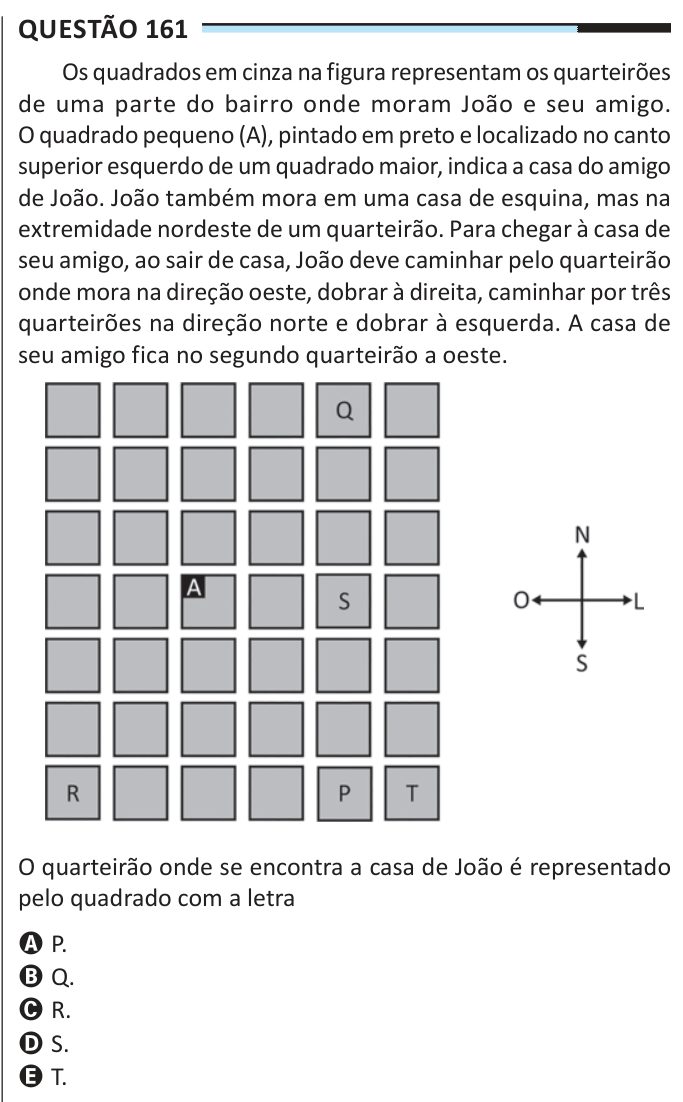 QUESTÃO 161
Os quadrados em cinza na figura representam os quarteirões
de uma parte do bairro onde moram João e seu amigo.
O quadrado pequeno (A), pintado em preto e localizado no canto
superior esquerdo de um quadrado maior, indica a casa do amigo
de João. João também mora em uma casa de esquina, mas na
extremidade nordeste de um quarteirão. Para chegar à casa de
seu amigo, ao sair de casa, João deve caminhar pelo quarteirão
onde mora na direção oeste, dobrar à direita, caminhar por três
quarteirões na direção norte e dobrar à esquerda. A casa de
seu amigo fica no segundo quarteirão a oeste.
Q
N
A
S
O
L
S
R
P
T
O quarteirão onde se encontra a casa de João é representado
pelo quadrado com a letra
A P.
B Q.
C R.
D S.
E T.